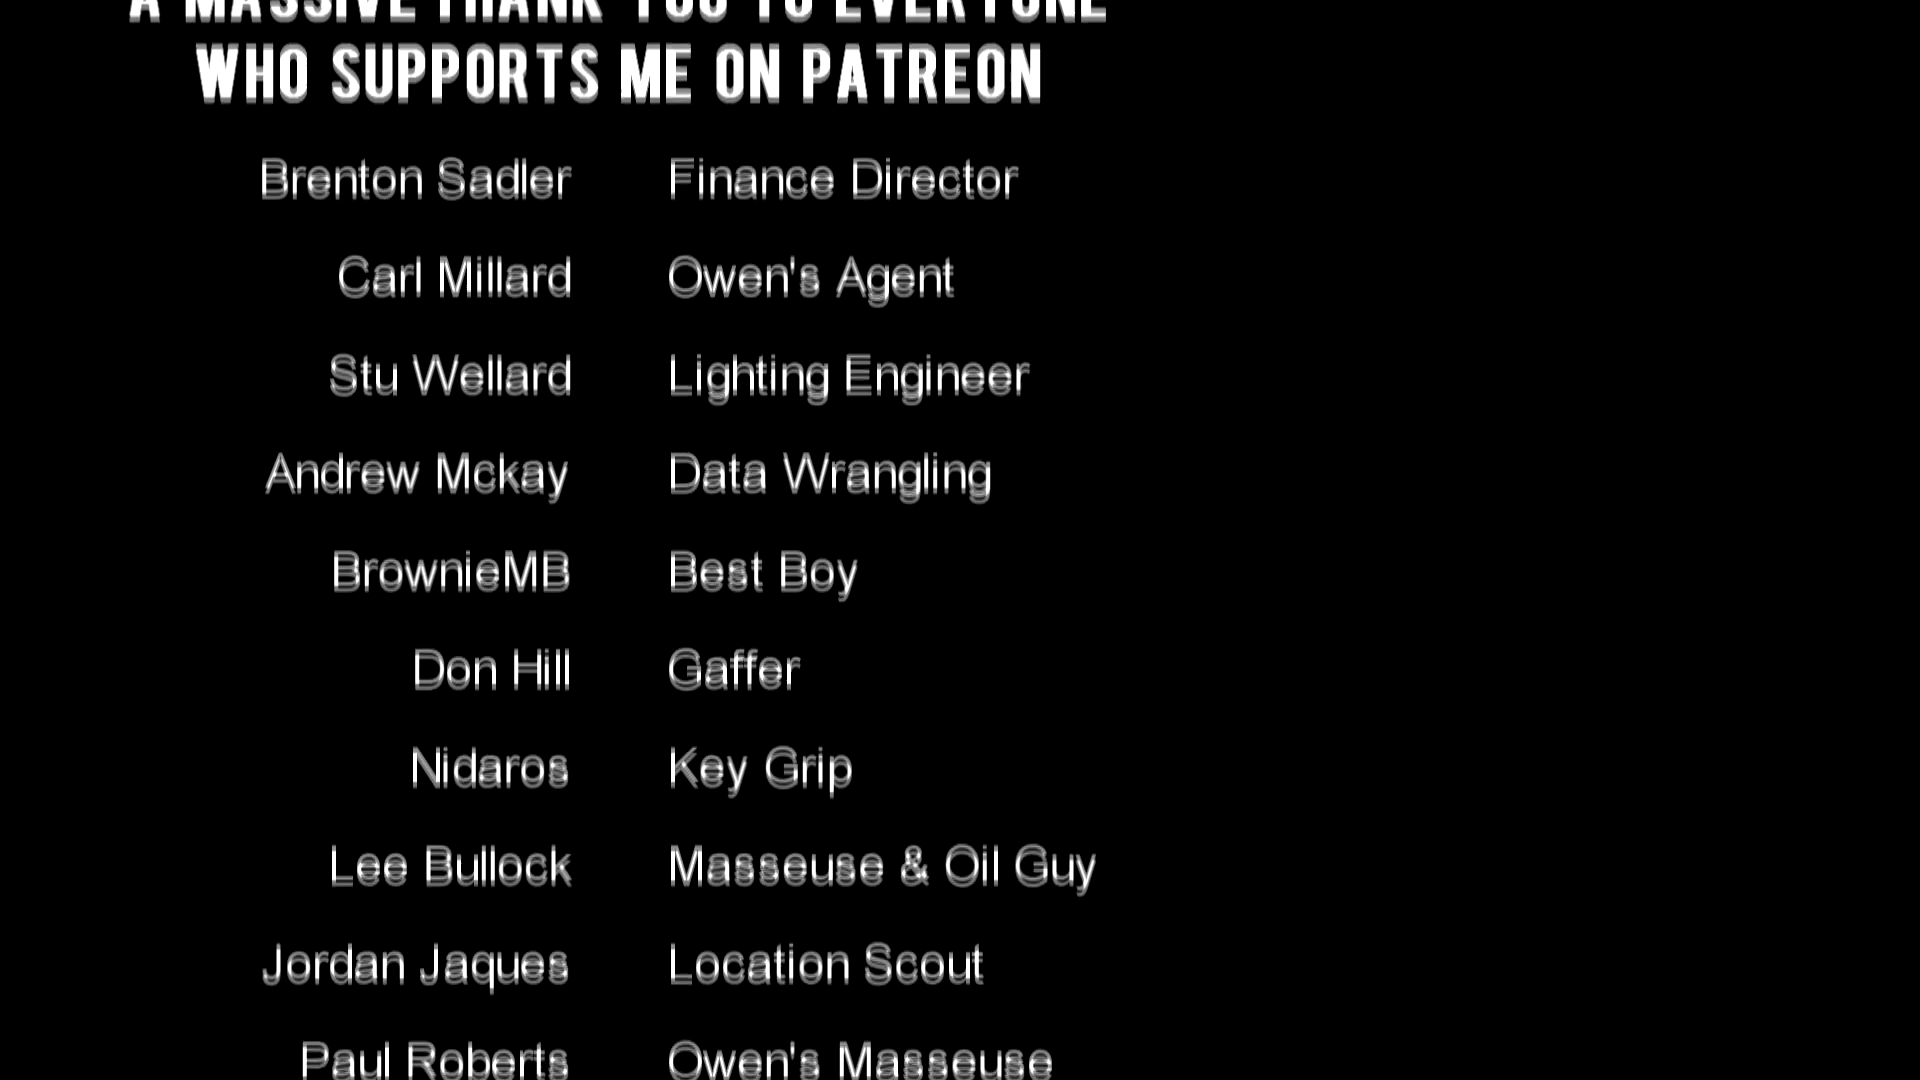 A MASSIVE THANK YOU TO EVERYONE
WHO SUPPORTS ME ON PATREON
Brenton Sadler Finance Director
Carl Millard Owen's Agent
Stu Wellard Lighting Engineer
Andrew Mckay Data Wrangling
BrownieMB Best Boy
Don Hill Gaffer
Nidaros Key Grip
Lee Bullock Masseuse & Oil Guy
Jordan Jaques Location Scout
Paul Roberts Owen's Masseuse